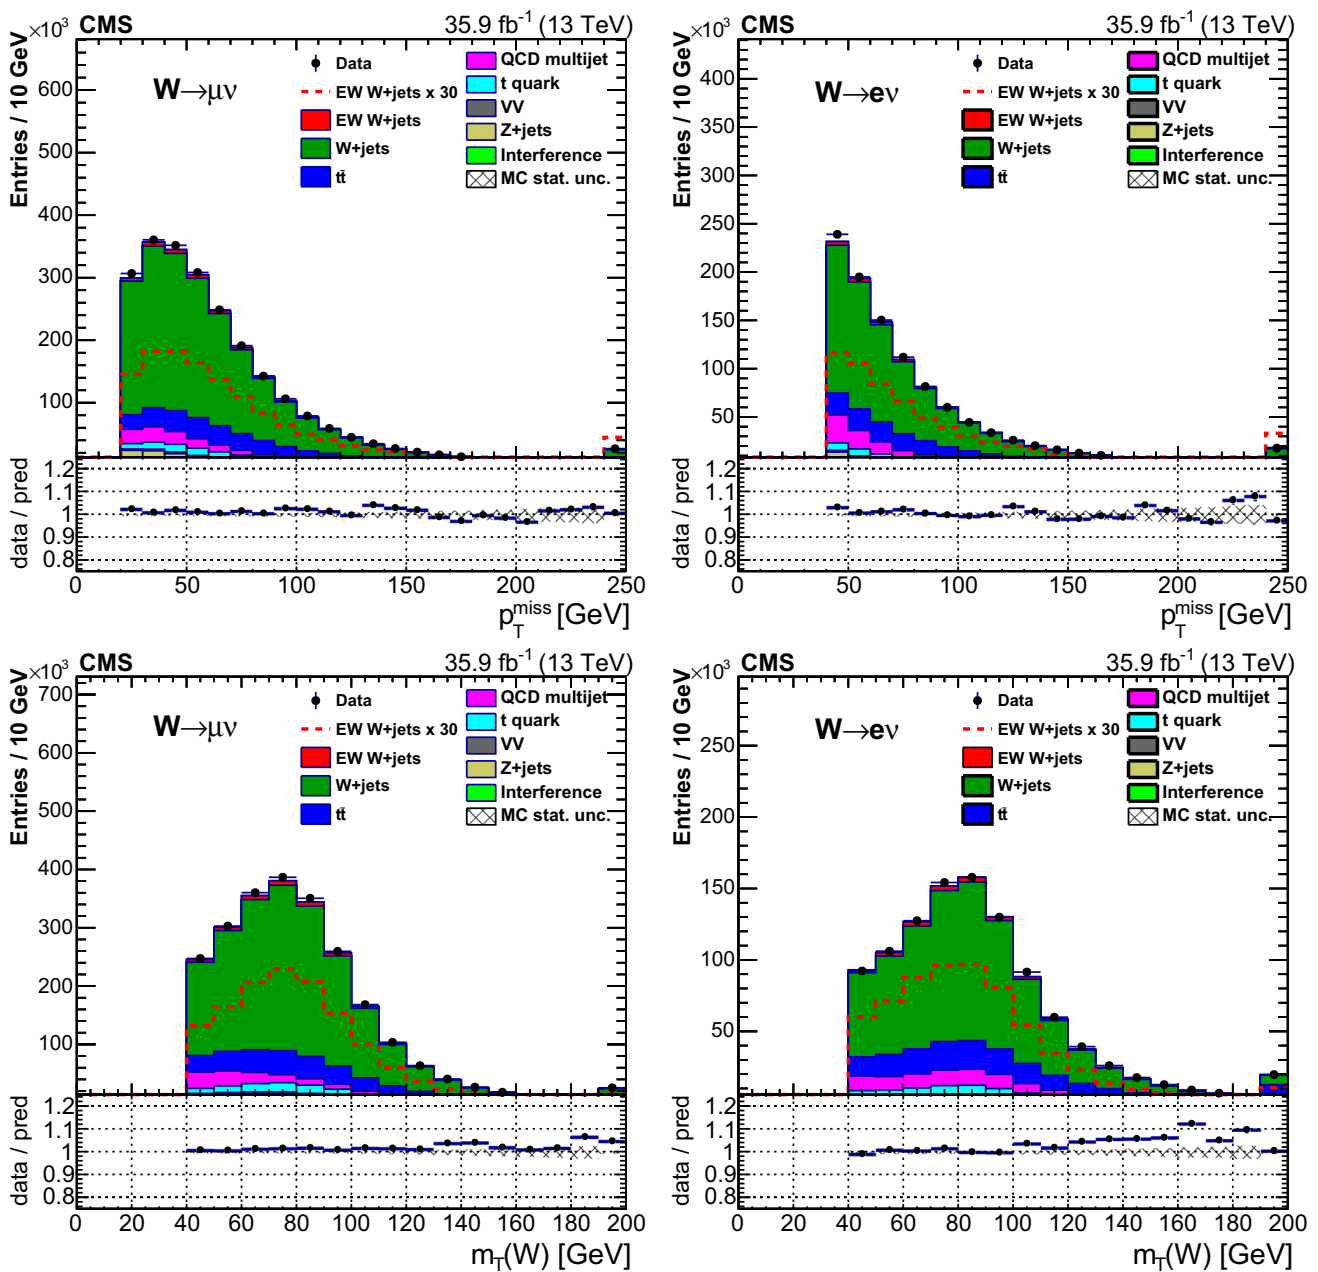 CMS 35.9 fb⁻¹ (13 TeV)
×10³
Entries / 10 GeV
W→μν
Data
EW W+jets x 30
EW W+jets
W+jets
tt̄
QCD multijet
t quark
VV
Z+jets
Interference
MC stat. unc.
600
500
400
300
200
100
data / pred
1.2
1.1
1
0.9
0.8
0 50 100 150 200 250
p_T^miss [GeV]
CMS 35.9 fb⁻¹ (13 TeV)
×10³
Entries / 10 GeV
W→eν
Data
EW W+jets x 30
EW W+jets
W+jets
tt̄
QCD multijet
t quark
VV
Z+jets
Interference
MC stat. unc.
400
350
300
250
200
150
100
50
data / pred
1.2
1.1
1
0.9
0.8
0 50 100 150 200 250
p_T^miss [GeV]
CMS 35.9 fb⁻¹ (13 TeV)
×10³
Entries / 10 GeV
W→μν
Data
EW W+jets x 30
EW W+jets
W+jets
tt̄
QCD multijet
t quark
VV
Z+jets
Interference
MC stat. unc.
700
600
500
400
300
200
100
data / pred
1.2
1.1
1
0.9
0.8
0 20 40 60 80 100 120 140 160 180 200
m_T(W) [GeV]
CMS 35.9 fb⁻¹ (13 TeV)
×10³
Entries / 10 GeV
W→eν
Data
EW W+jets x 30
EW W+jets
W+jets
tt̄
QCD multijet
t quark
VV
Z+jets
Interference
MC stat. unc.
250
200
150
100
50
data / pred
1.2
1.1
1
0.9
0.8
0 20 40 60 80 100 120 140 160 180 200
m_T(W) [GeV]